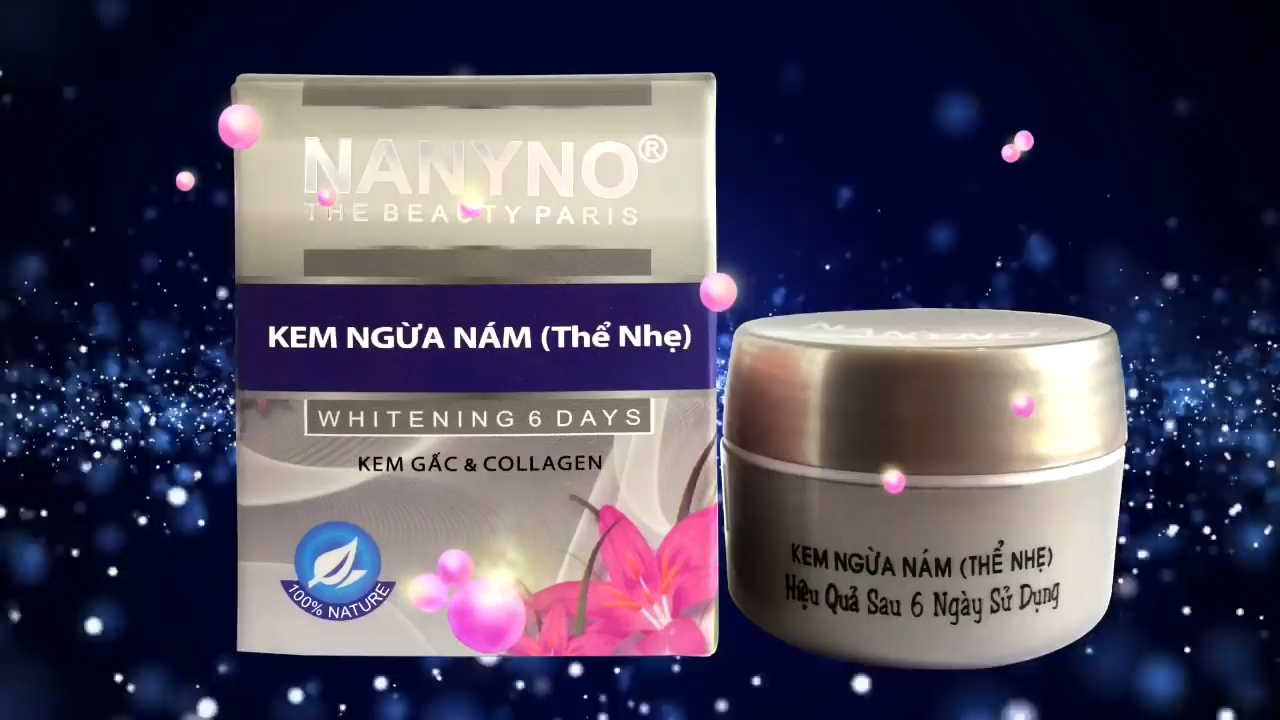 NANYNO®
THE BEAUTY PARIS
KEM NGỪA NÁM (Thể Nhẹ)
WHITENING 6 DAYS
KEM GẤC & COLLAGEN
100% NATURE
NANYNO
KEM NGỪA NÁM (THỂ NHẸ)
Hiệu Quả Sau 6 Ngày Sử Dụng